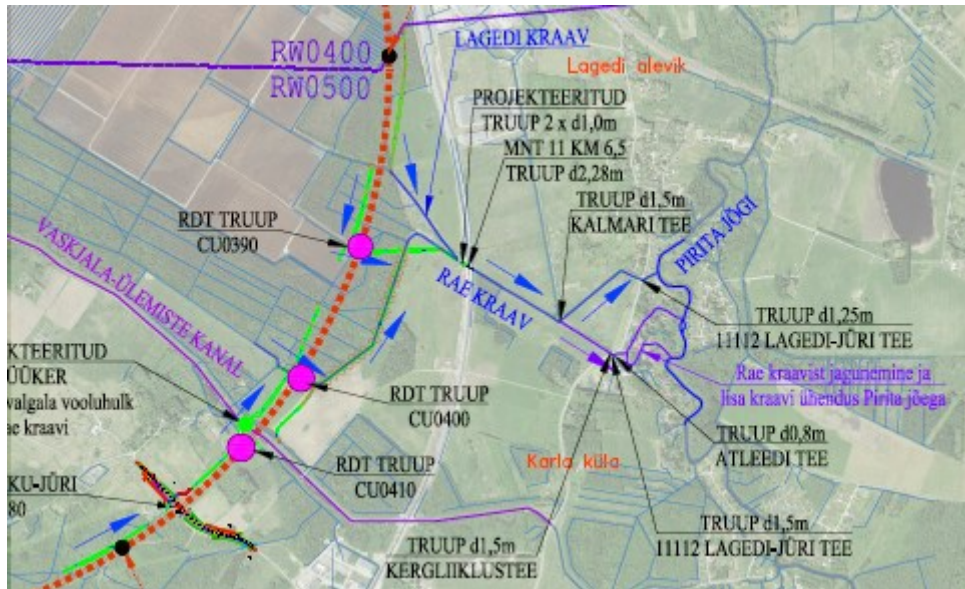 RW0400
RW0500
LAGEDI KRAAV
Lagedi alevik
PROJEKTEERITUD
TRUUP 2 x d1,0m
MNT 11 KM 6,5
TRUUP d2,28m
TRUUP d1,5m
KALMARI TEE
RDT TRUUP
CU0390
VASKJALA-ÜLEMISTE KANAL
RAE KRAAV
PIRITA JÕGI
TRUUP d1,25m
11112 LAGEDI-JÜRI TEE
KTEERITUD
ÜÜKER
valgala vooluhulk
ae kraavi
RDT TRUUP
CU0400
Rae kraavist jagunemine ja
lisa kraavi ühendus Pirita jõega
TRUUP d0,8m
ATLEEDI TEE
RDT TRUUP
CU0410
Karla küla
KU-JÜRI
80
TRUUP d1,5m
KERGLIIKLUSTEE
TRUUP d1,5m
11112 LAGEDI-JÜRI TEE